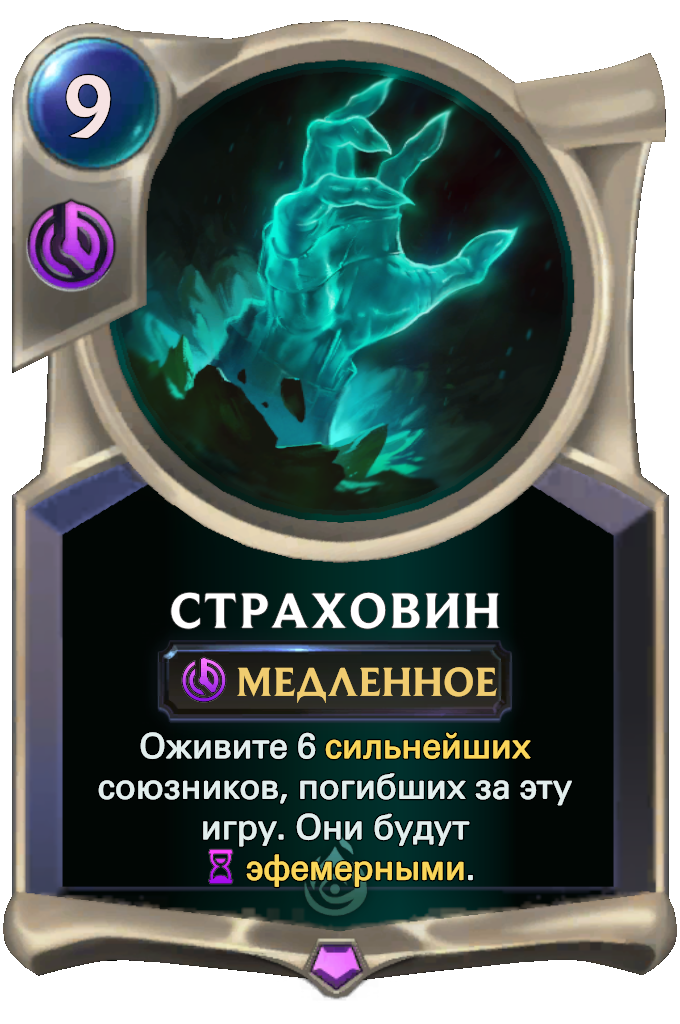 9
СТРАХОВИН
МЕДЛЕННОЕ
Оживите 6 сильнейших
союзников, погибших за эту
игру. Они будут
эфемерными.